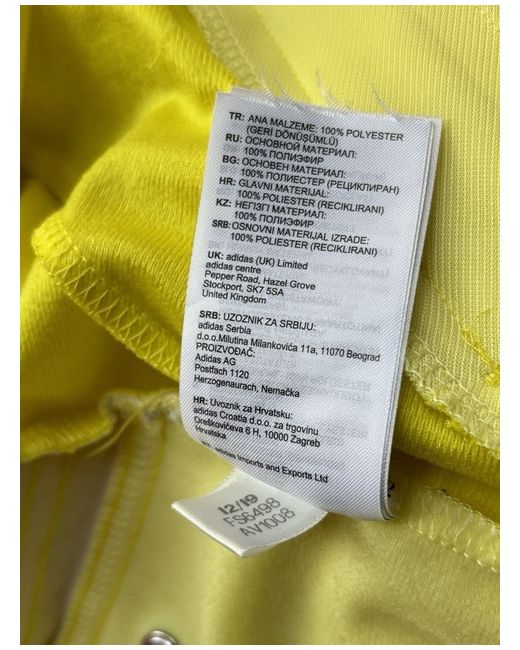 TR: ANA MALZEME: 100% POLYESTER
(GERİ DÖNÜŞÜMLÜ)
RU: ОСНОВНОЙ МАТЕРИАЛ:
100% ПОЛИЭФИР
BG: ОСНОВЕН МАТЕРИАЛ:
100% ПОЛИЕСТЕР (РЕЦИКЛИРАН)
HR: GLAVNI MATERIJAL:
100% POLIESTER (RECIKLIRANI)
KZ: НЕГІЗГІ МАТЕРИАЛ:
100% ПОЛИЭФИР
SRB: OSNOVNI MATERIJAL IZRADE:
100% POLIESTER (RECIKLIRANI)
UK: adidas (UK) Limited
adidas centre
Pepper Road, Hazel Grove
Stockport, SK7 5SA
United Kingdom
SRB: UZOZNIK ZA SRBIJU:
adidas Serbia
d.o.o.Milutina Milankovića 11a, 11070 Beograd
PROIZVOĐAČ:
Adidas AG
Postfach 1120
Herzogenaurach, Nemačka
HR: Uvoznik za Hrvatsku:
adidas Croatia d.o.o. za trgovinu
Greškovićeva 6 H, 10000 Zagreb
Hrvatska
adidas Imports and Exports Ltd
12/19
FS6498
AV1008